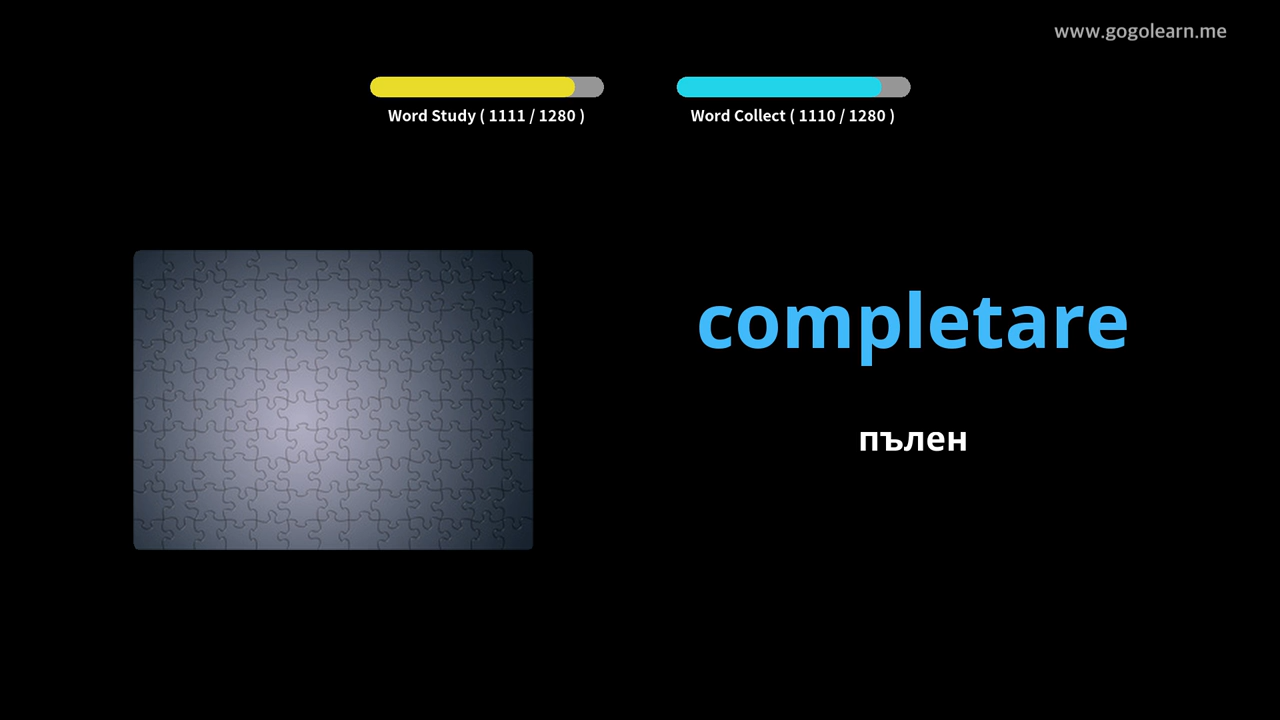 www.gogolearn.me
Word Study ( 1111 / 1280 )
Word Collect ( 1110 / 1280 )
completare
пълен